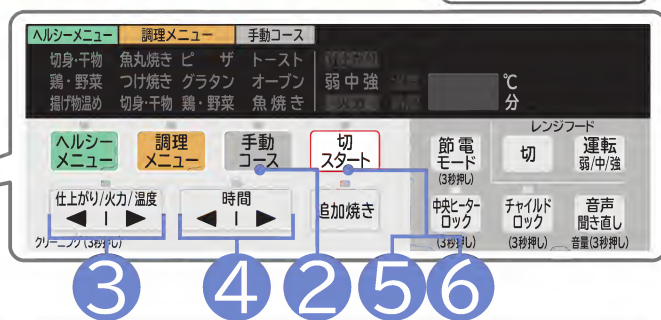 ヘルシーメニュー 調理メニュー 手動コース
切身・干物 魚丸焼き ピザ トースト
鶏・野菜 つけ焼き グラタン オーブン 弱 中 強
揚げ物温め 切身・干物 鶏・野菜 魚焼き
℃
分
レンジフード
ヘルシーメニュー
調理メニュー
手動コース
切 スタート
節電モード
(3秒押し)
切
運転 弱/中/強
仕上がり/火力/温度
◀ | ▶
時間
◀ | ▶
追加焼き
中央ヒーターロック
(3秒押し)
チャイルドロック
(3秒押し)
音声聞き直し
音量(3秒押し)
クリーニング(3秒押し)
3 4 2 5 6